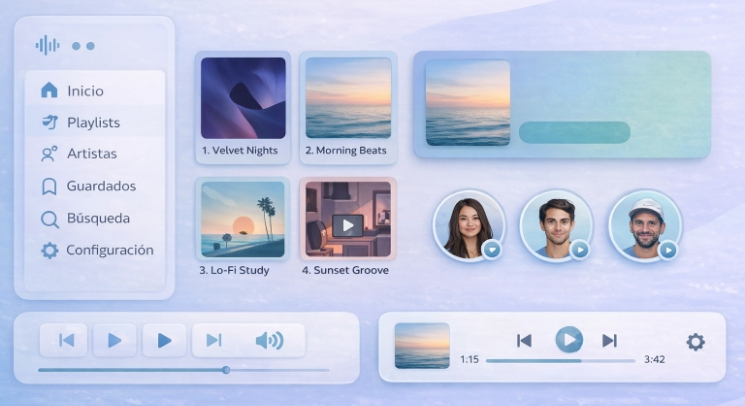 Inicio
Playlists
Artistas
Guardados
Búsqueda
Configuración
1. Velvet Nights
2. Morning Beats
3. Lo-Fi Study
4. Sunset Groove
1:15
3:42